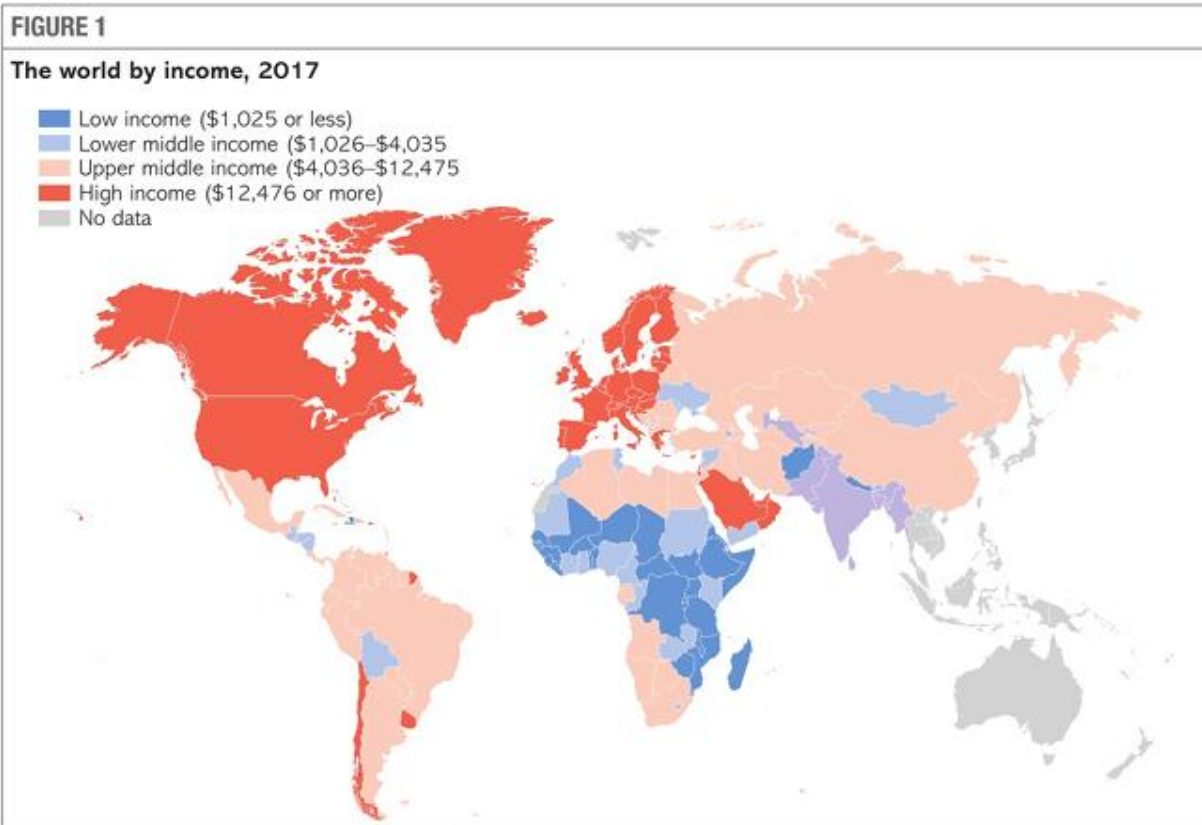 FIGURE 1
The world by income, 2017
Low income ($1,025 or less)
Lower middle income ($1,026–$4,035
Upper middle income ($4,036–$12,475
High income ($12,476 or more)
No data